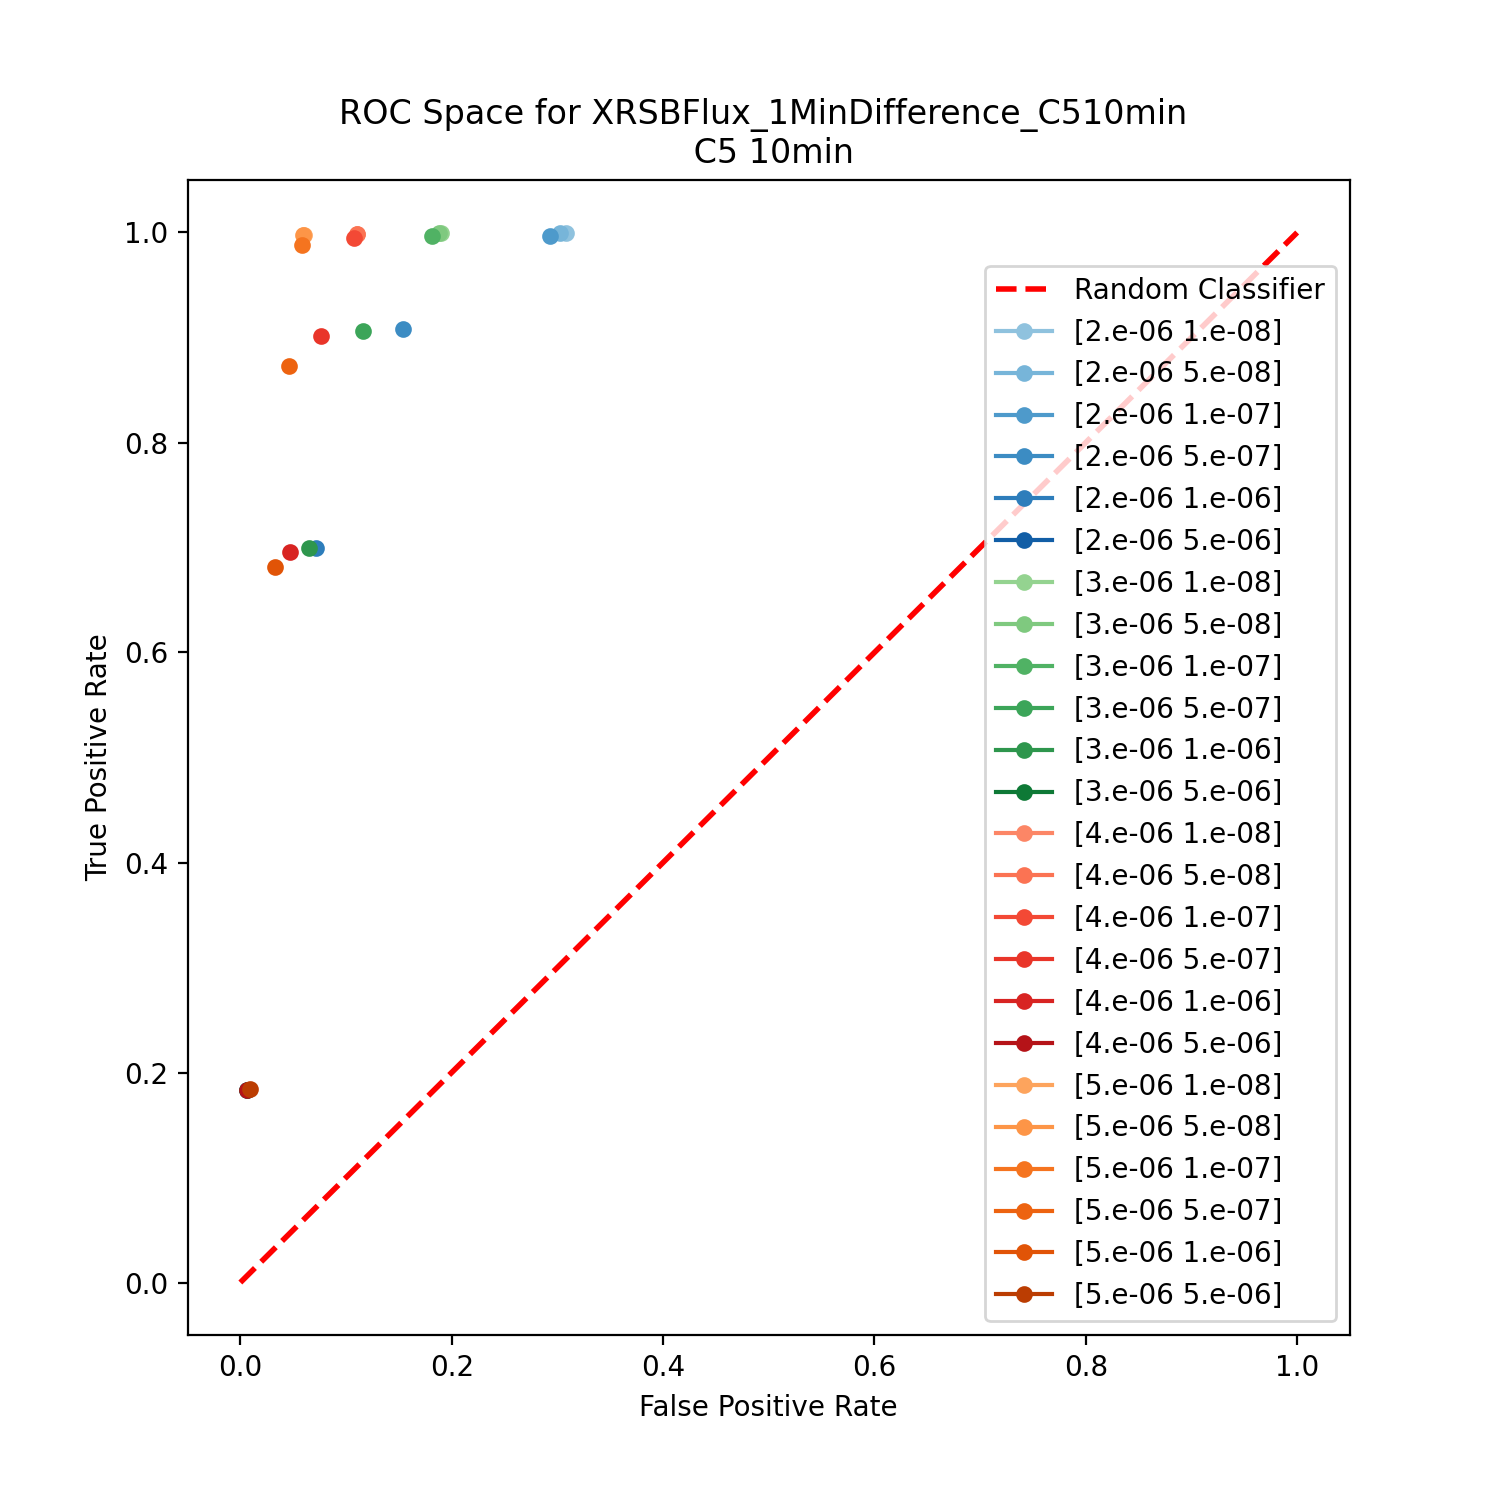 ROC Space for XRSBFlux_1MinDifference_C510min
C5 10min
1.0
0.8
0.6
0.4
0.2
0.0
True Positive Rate
0.0 0.2 0.4 0.6 0.8 1.0
False Positive Rate
Random Classifier
[2.e-06 1.e-08]
[2.e-06 5.e-08]
[2.e-06 1.e-07]
[2.e-06 5.e-07]
[2.e-06 1.e-06]
[2.e-06 5.e-06]
[3.e-06 1.e-08]
[3.e-06 5.e-08]
[3.e-06 1.e-07]
[3.e-06 5.e-07]
[3.e-06 1.e-06]
[3.e-06 5.e-06]
[4.e-06 1.e-08]
[4.e-06 5.e-08]
[4.e-06 1.e-07]
[4.e-06 5.e-07]
[4.e-06 1.e-06]
[4.e-06 5.e-06]
[5.e-06 1.e-08]
[5.e-06 5.e-08]
[5.e-06 1.e-07]
[5.e-06 5.e-07]
[5.e-06 1.e-06]
[5.e-06 5.e-06]